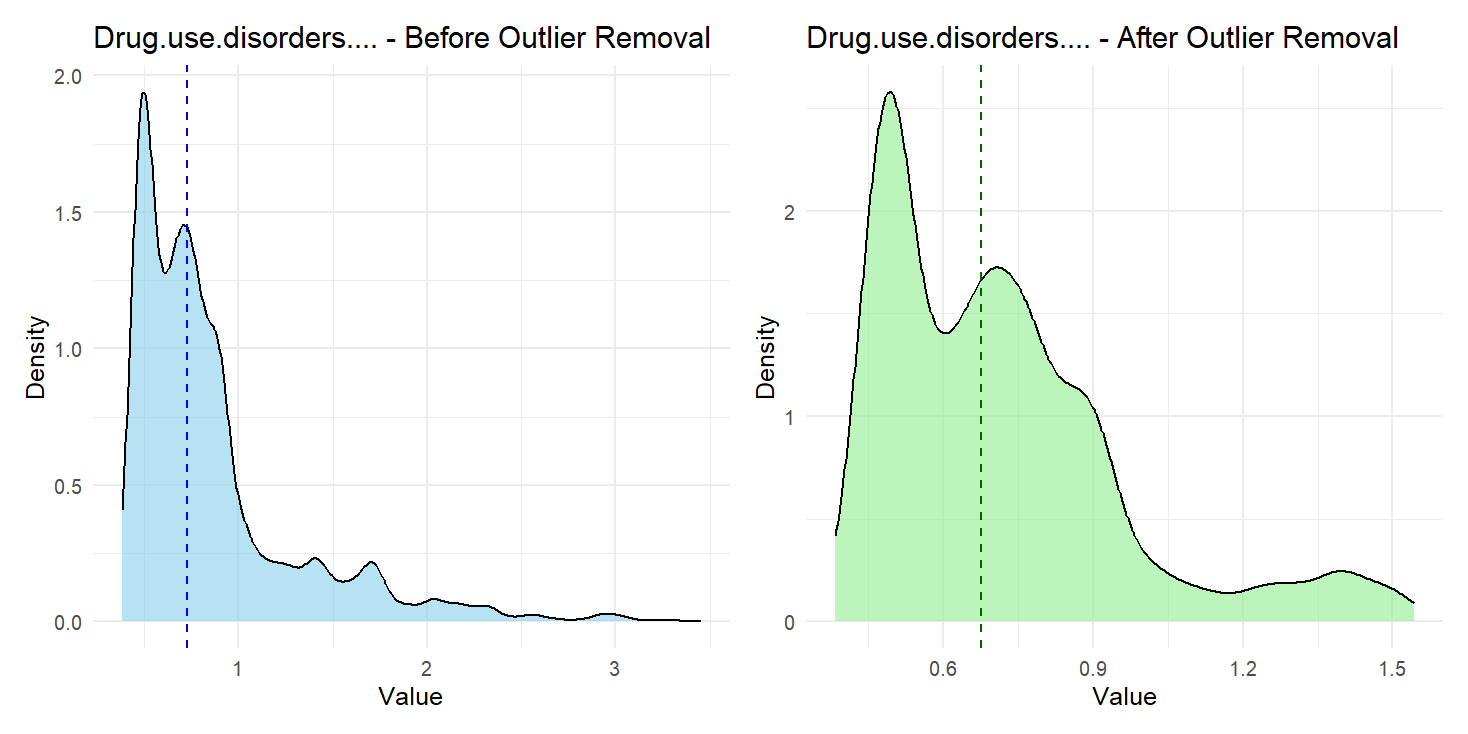 Drug.use.disorders.... - Before Outlier Removal
2.0
1.5
1.0
0.5
0.0
Density
1
2
3
Value
Drug.use.disorders.... - After Outlier Removal
2
1
0
Density
0.6
0.9
1.2
1.5
Value